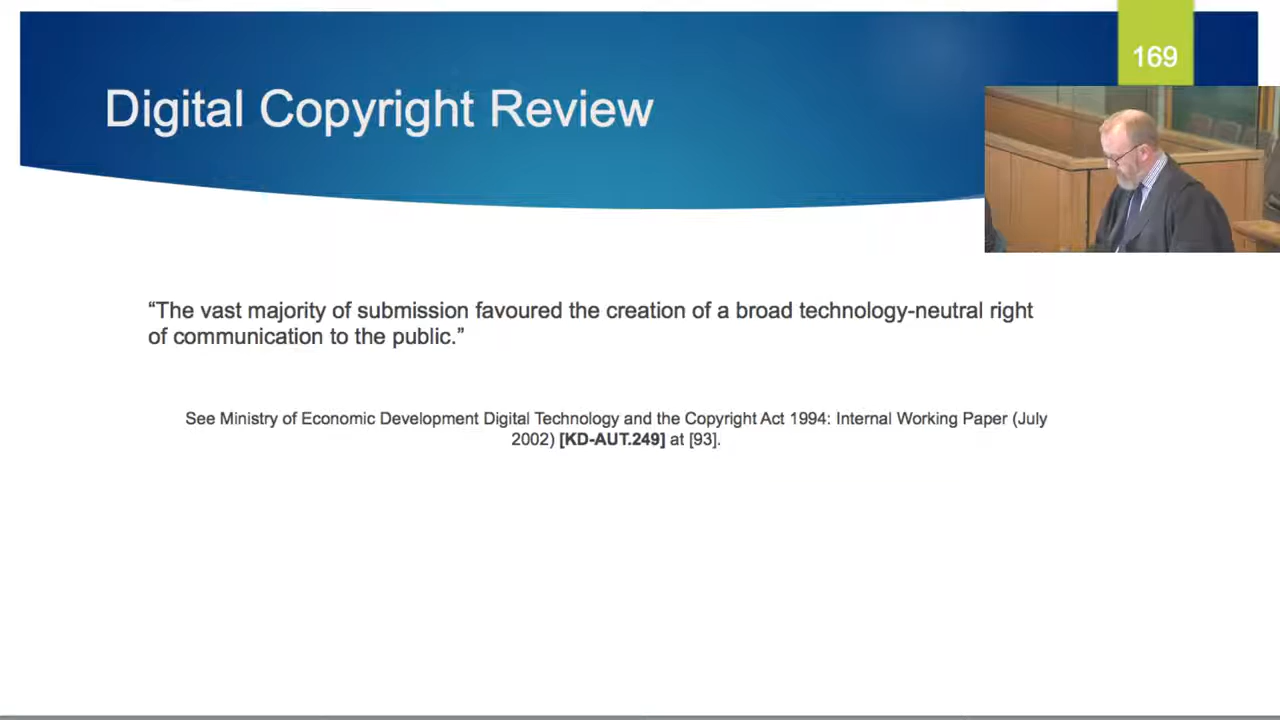 169
Digital Copyright Review
“The vast majority of submission favoured the creation of a broad technology-neutral right
of communication to the public.”
See Ministry of Economic Development Digital Technology and the Copyright Act 1994: Internal Working Paper (July
2002) [KD-AUT.249] at [93].